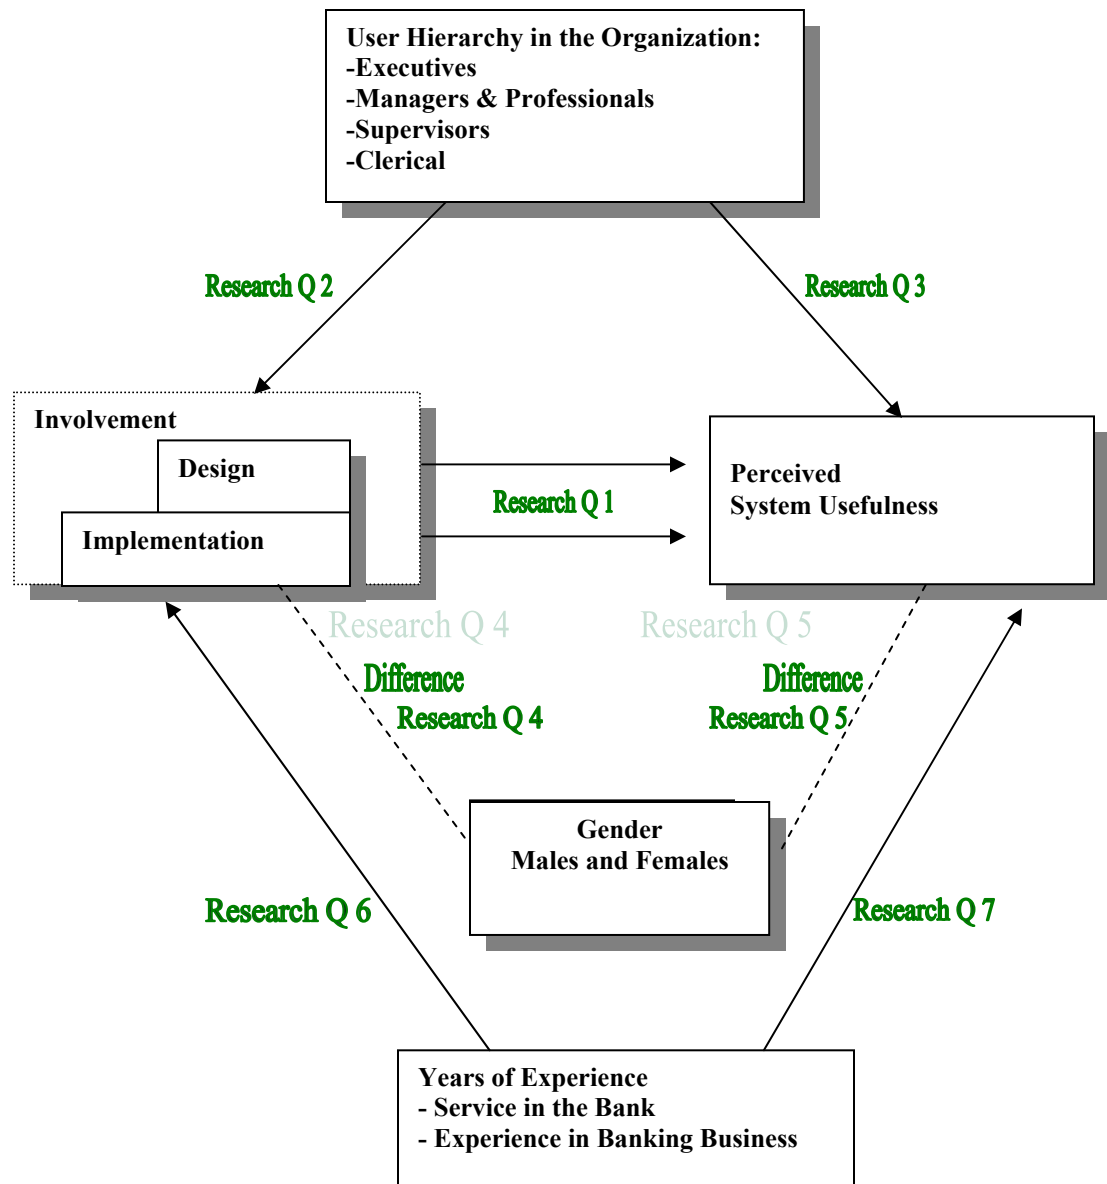 User Hierarchy in the Organization:
-Executives
-Managers & Professionals
-Supervisors
-Clerical
Research Q 2
Research Q 3
Involvement
Design
Implementation
Research Q 1
Perceived
System Usefulness
Research Q 4
Research Q 5
Difference
Research Q 4
Difference
Research Q 5
Gender
Males and Females
Research Q 6
Research Q 7
Years of Experience
- Service in the Bank
- Experience in Banking Business